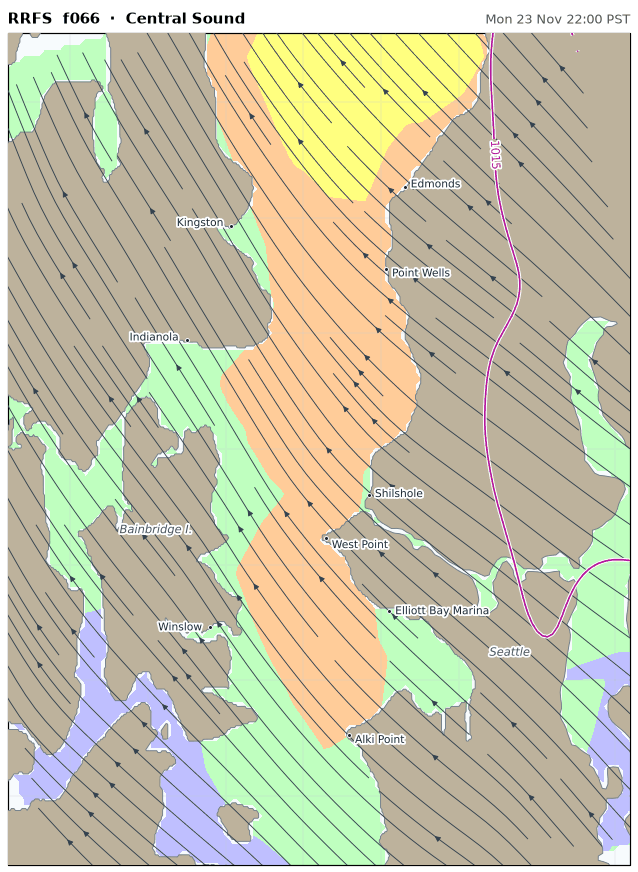 RRFS f066 · Central Sound
Mon 23 Nov 22:00 PST
1015
Edmonds
Kingston
Point Wells
Indianola
Shilshole
Bainbridge I.
West Point
Elliott Bay Marina
Winslow
Seattle
Alki Point